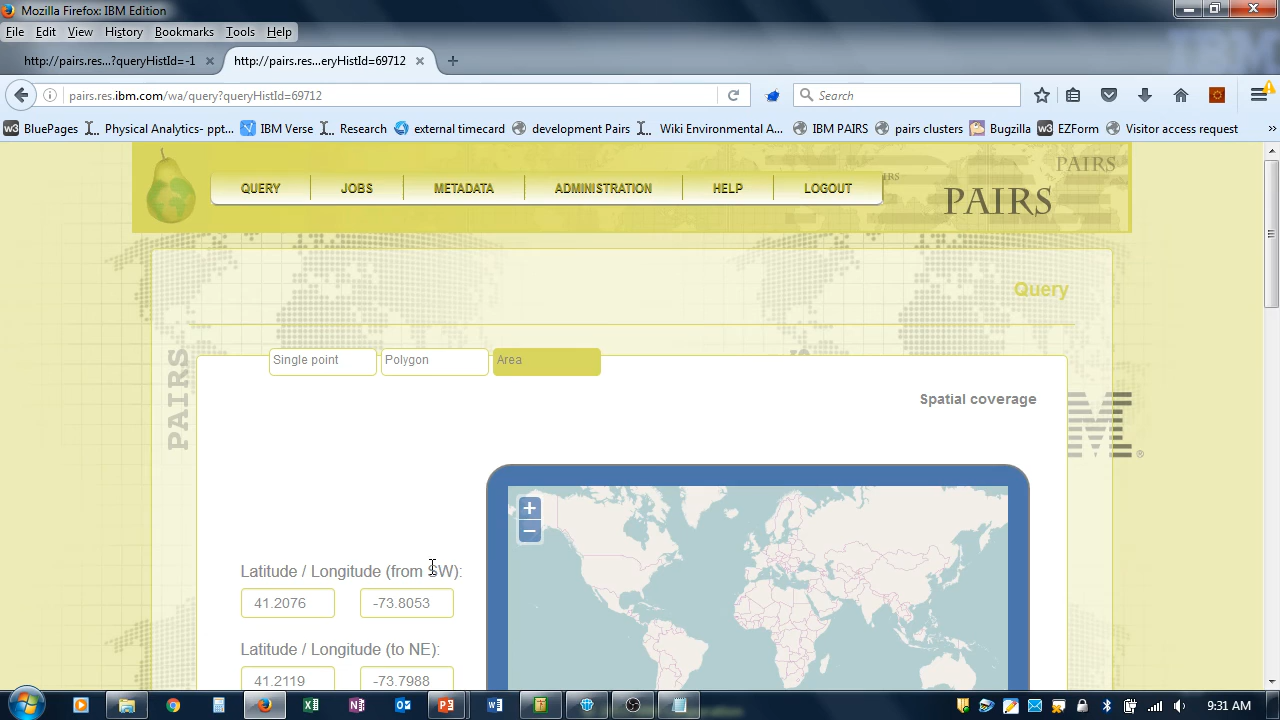 Mozilla Firefox: IBM Edition
File Edit View History Bookmarks Tools Help
http://pairs.res...?queryHistId=-1
http://pairs.res...eryHistId=69712
pairs.res.ibm.com/wa/query?queryHistId=69712
Search
w3 BluePages Physical Analytics- ppt... IBM Verse Research external timecard development Pairs Wiki Environmental A... IBM PAIRS pairs clusters Bugzilla w3 EZForm Visitor access request
PAIRS
QUERY JOBS METADATA ADMINISTRATION HELP LOGOUT
PAIRS
Query
PAIRS
Single point Polygon Area
Spatial coverage
Latitude / Longitude (from SW):
41.2076 -73.8053
Latitude / Longitude (to NE):
41.2119 -73.7988
9:31 AM